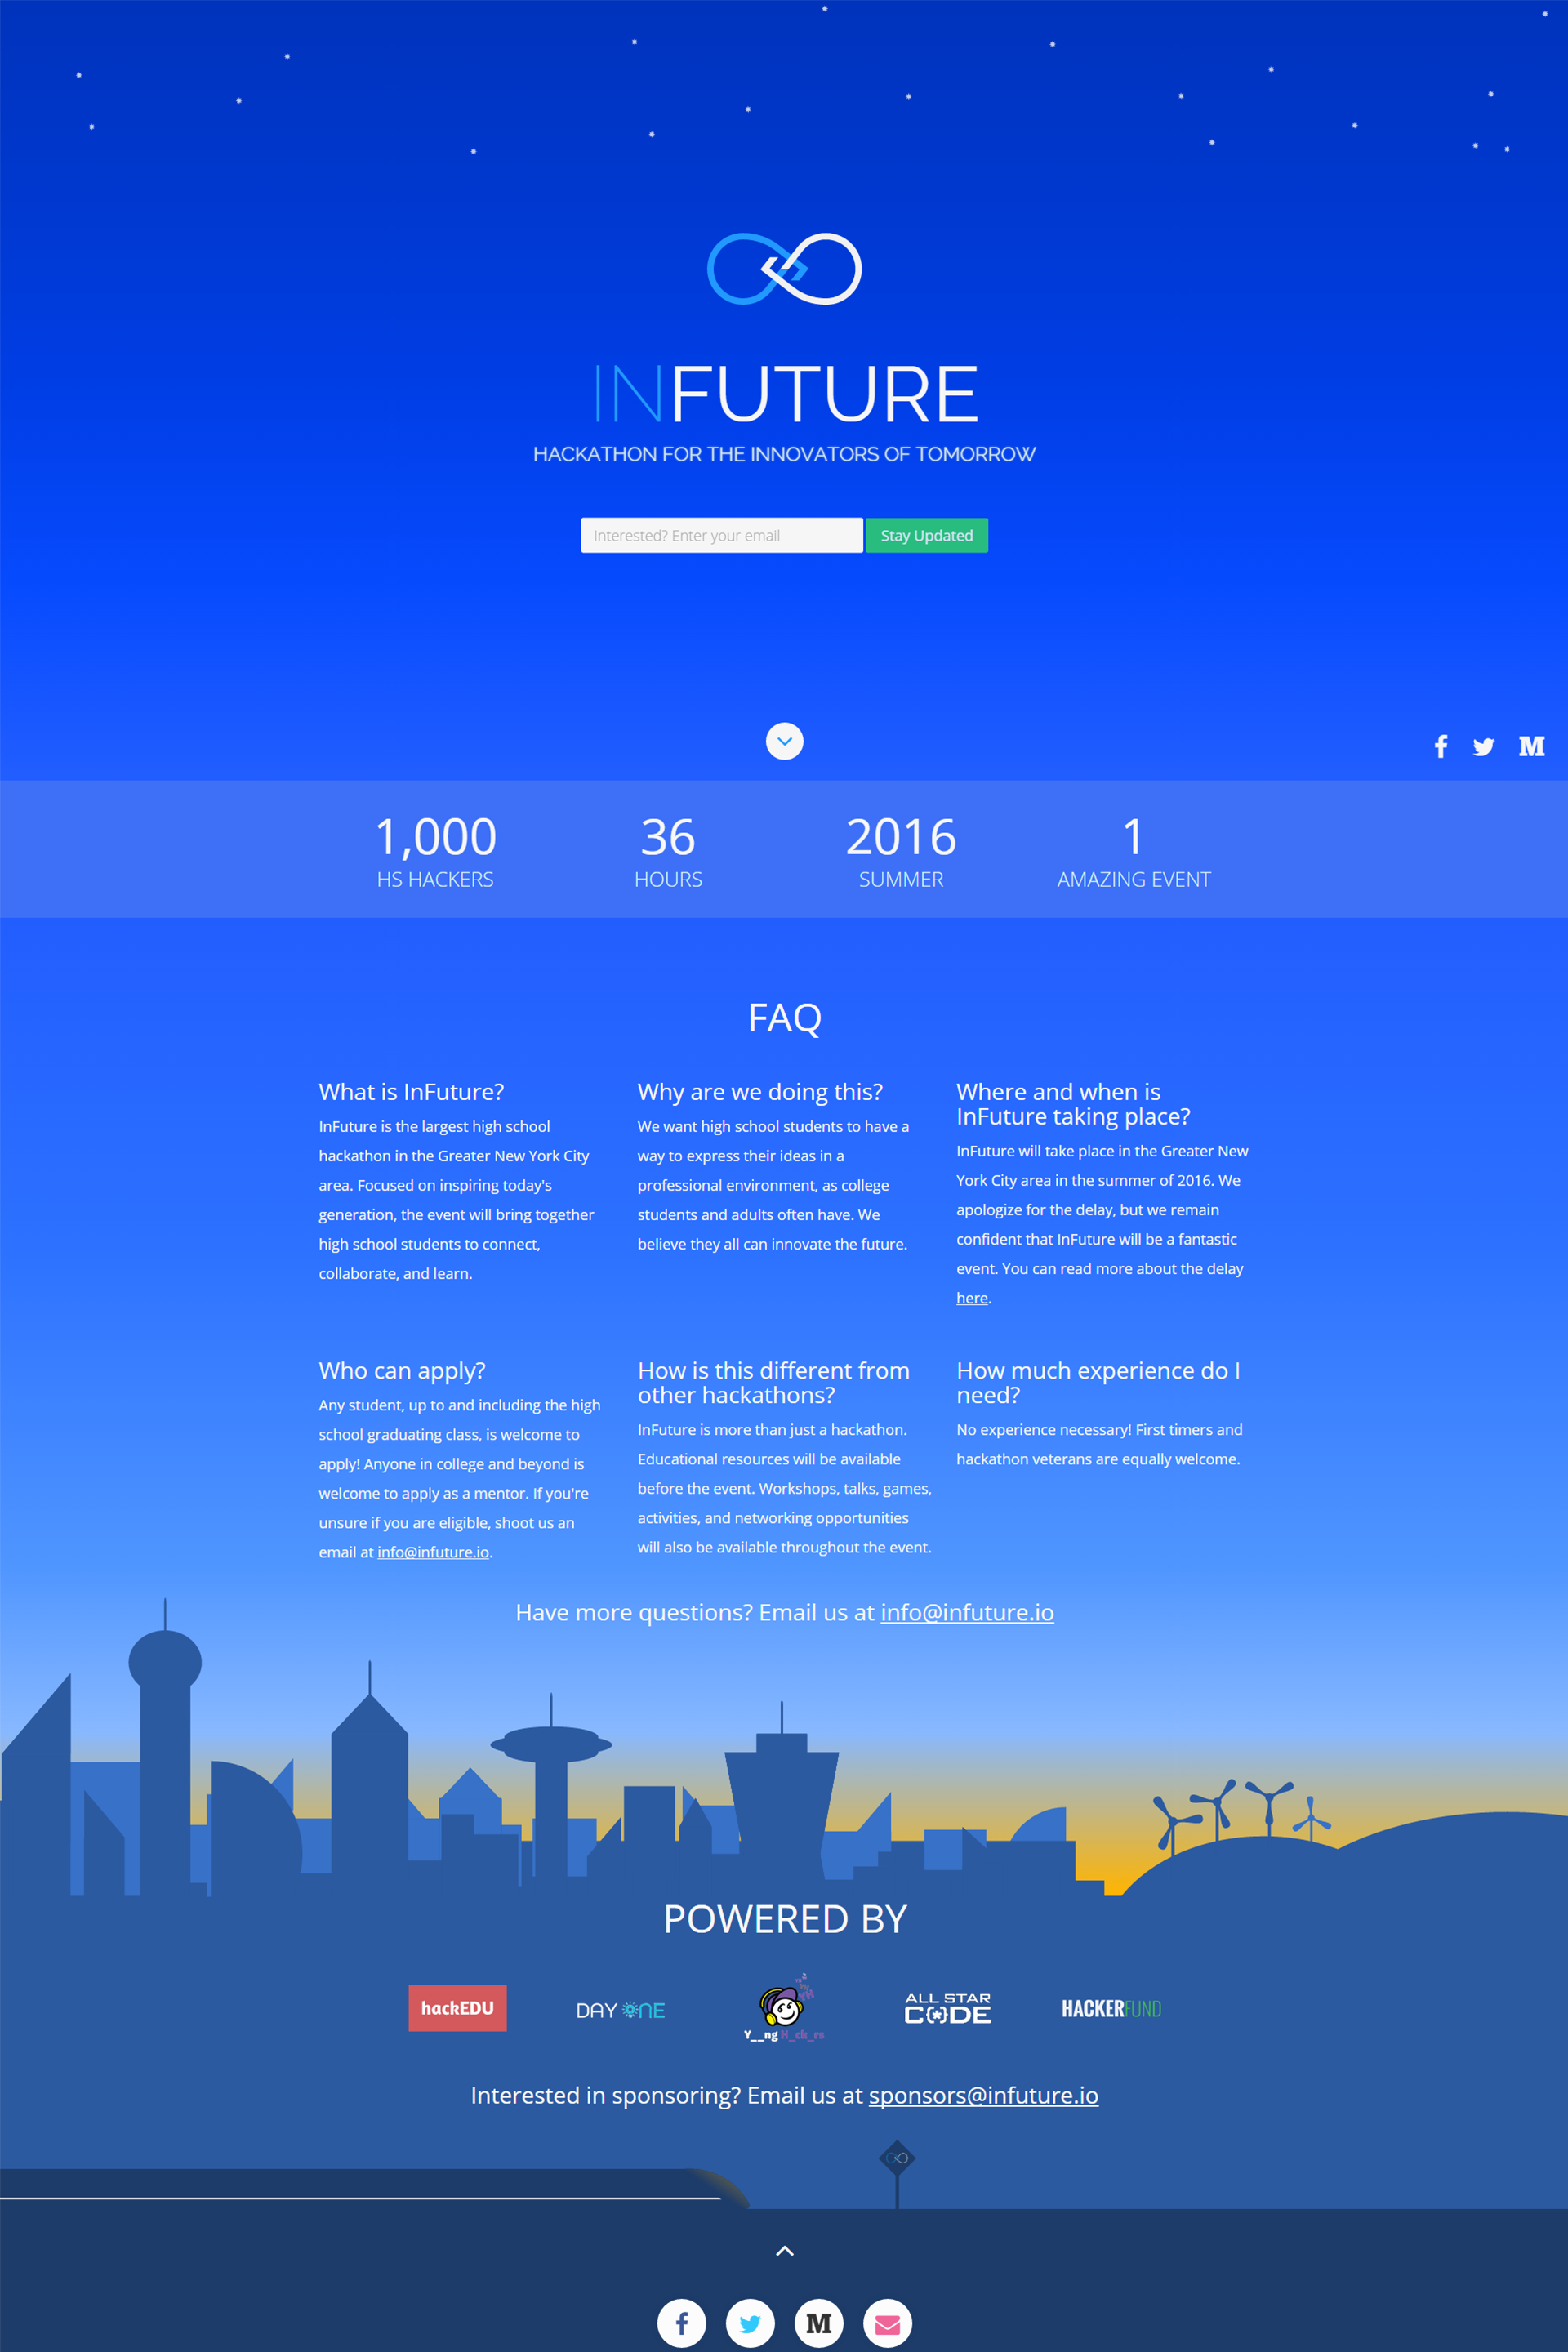 INFUTURE
HACKATHON FOR THE INNOVATORS OF TOMORROW
Interested? Enter your email
Stay Updated
1,000
HS HACKERS
36
HOURS
2016
SUMMER
1
AMAZING EVENT
FAQ
What is InFuture?
InFuture is the largest high school
hackathon in the Greater New York City
area. Focused on inspiring today's
generation, the event will bring together
high school students to connect,
collaborate, and learn.
Why are we doing this?
We want high school students to have a
way to express their ideas in a
professional environment, as college
students and adults often have. We
believe they all can innovate the future.
Where and when is
InFuture taking place?
InFuture will take place in the Greater New
York City area in the summer of 2016. We
apologize for the delay, but we remain
confident that InFuture will be a fantastic
event. You can read more about the delay
here.
Who can apply?
Any student, up to and including the high
school graduating class, is welcome to
apply! Anyone in college and beyond is
welcome to apply as a mentor. If you're
unsure if you are eligible, shoot us an
email at info@infuture.io.
How is this different from
other hackathons?
InFuture is more than just a hackathon.
Educational resources will be available
before the event. Workshops, talks, games,
activities, and networking opportunities
will also be available throughout the event.
How much experience do I
need?
No experience necessary! First timers and
hackathon veterans are equally welcome.
Have more questions? Email us at info@infuture.io
POWERED BY
hackEDU
DAY ONE
Y__ng H_ck_rs
ALL STAR
CODE
HACKERFUND
Interested in sponsoring? Email us at sponsors@infuture.io